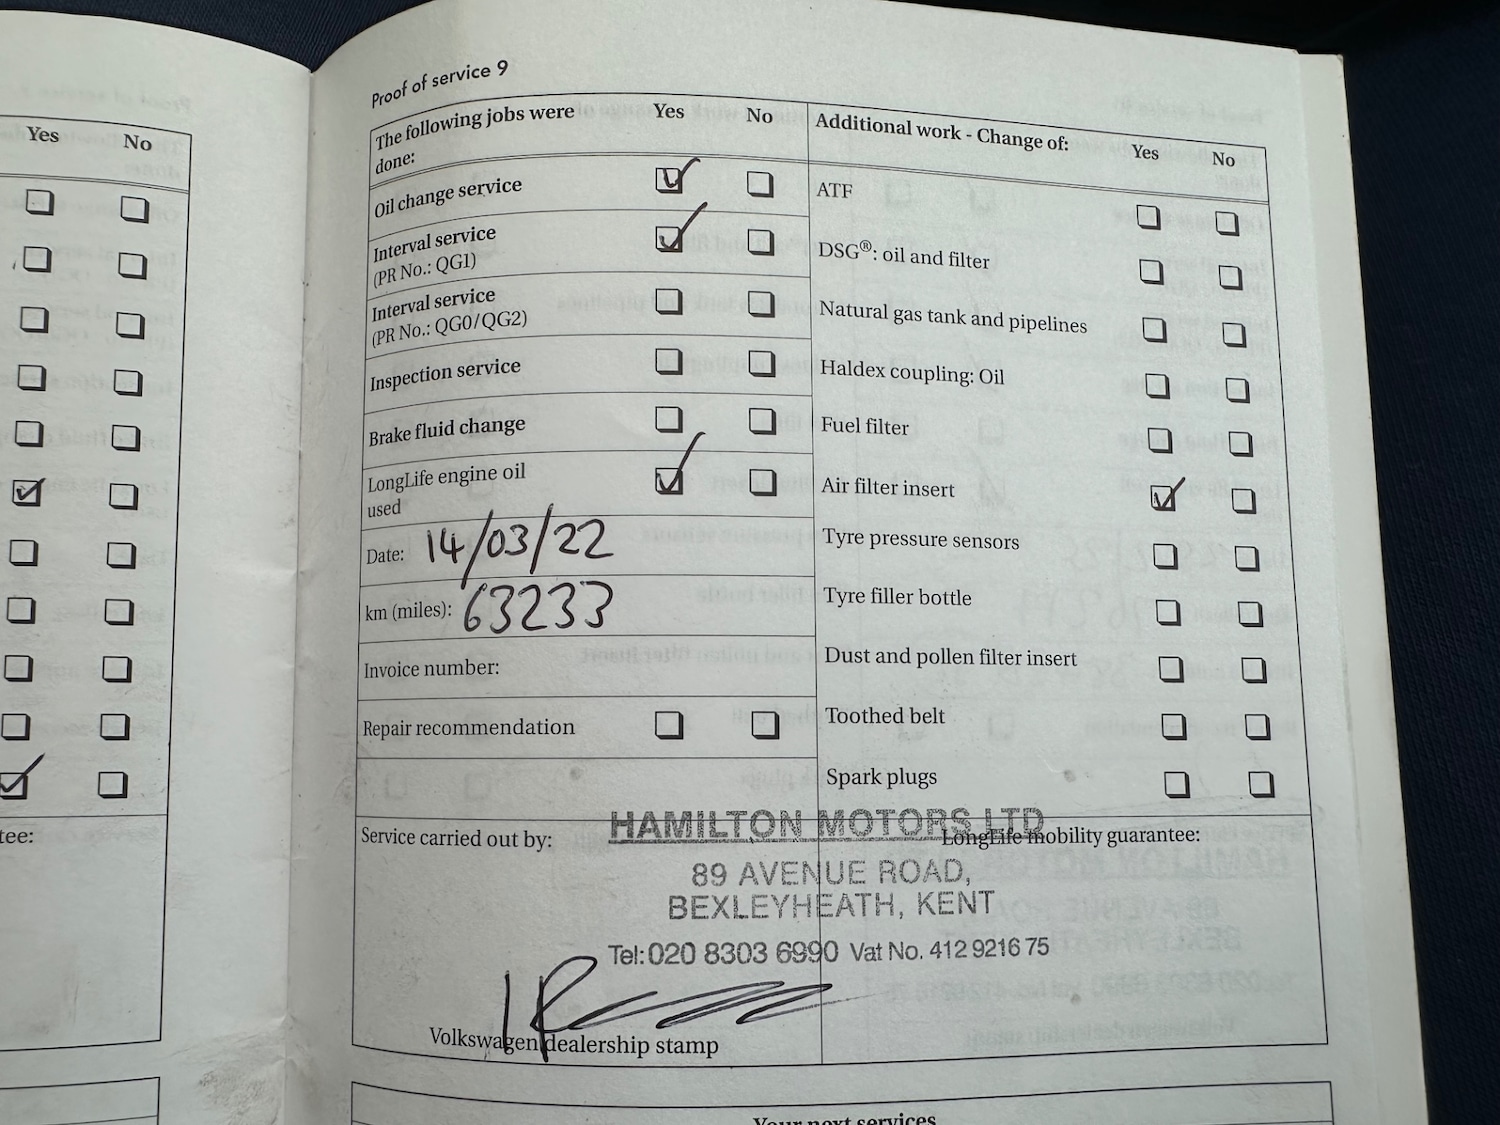 Yes No
tee:
Proof of service 9
The following jobs were
done:
Yes No
Oil change service
Interval service
(PR No.: QG1)
Interval service
(PR No.: QG0/QG2)
Inspection service
Brake fluid change
LongLife engine oil
used
Date: 14/03/22
km (miles): 63233
Invoice number:
Repair recommendation
Additional work - Change of:
Yes No
ATF
DSG®: oil and filter
Natural gas tank and pipelines
Haldex coupling: Oil
Fuel filter
Air filter insert
Tyre pressure sensors
Tyre filler bottle
Dust and pollen filter insert
Toothed belt
Spark plugs
Service carried out by:
LongLife mobility guarantee:
HAMILTON MOTORS LTD
89 AVENUE ROAD,
BEXLEYHEATH, KENT
Tel: 020 8303 6990 Vat No. 412 9216 75
Volkswagen dealership stamp
Your next services